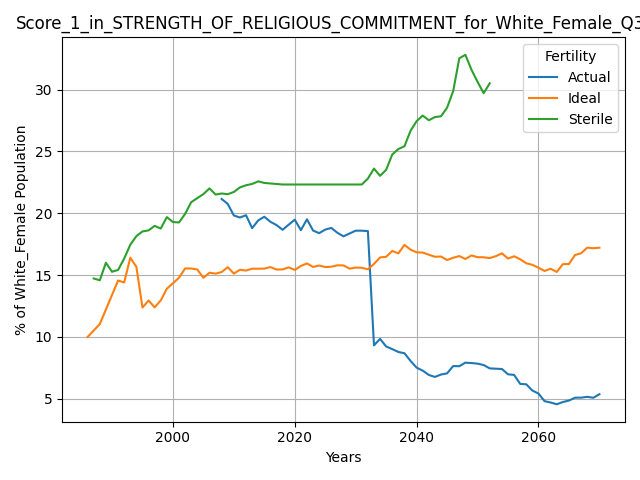 Score_1_in_STRENGTH_OF_RELIGIOUS_COMMITMENT_for_White_Female_Q3
Fertility
Actual
Ideal
Sterile
% of White_Female Population
30
25
20
15
10
5
2000
2020
2040
2060
Years